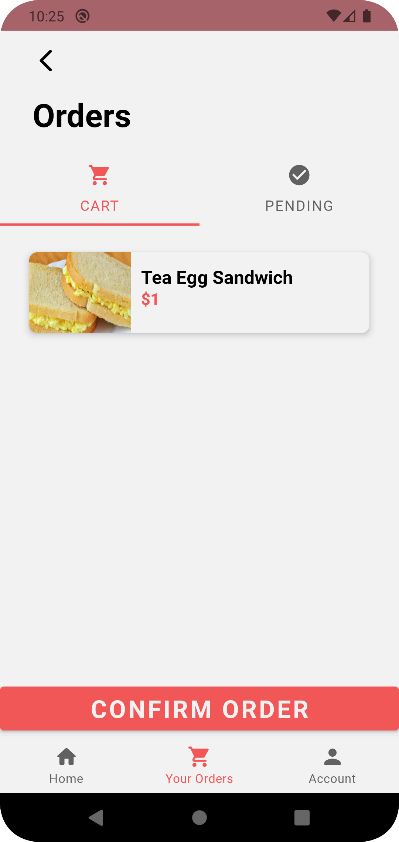 10:25
Orders
CART
PENDING
Tea Egg Sandwich
$1
CONFIRM ORDER
Home
Your Orders
Account